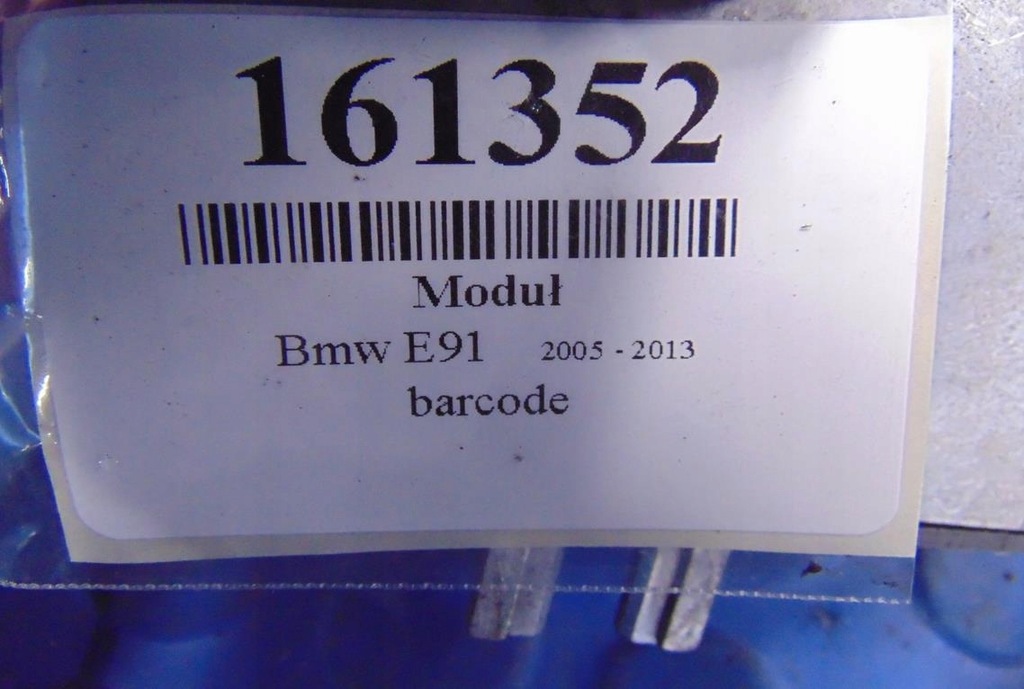 161352
Moduł
Bmw E91 2005 - 2013
barcode